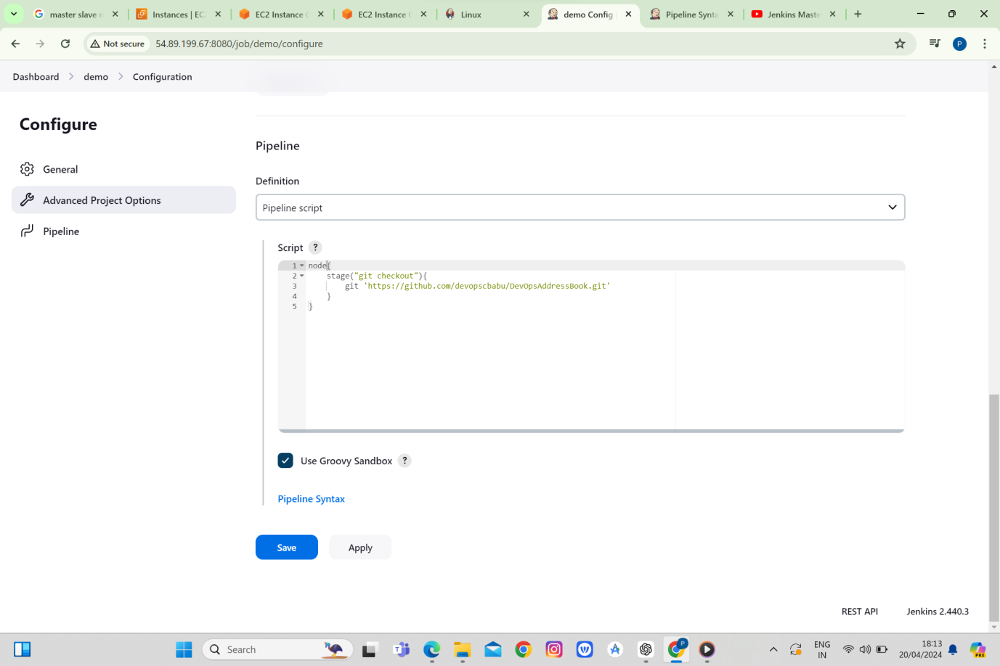 master slave
Instances | EC
EC2 Instance
EC2 Instance
Linux
demo Config
Pipeline Synta
Jenkins Maste
Not secure
54.89.199.67:8080/job/demo/configure
P
Dashboard
demo
Configuration
Configure
General
Advanced Project Options
Pipeline
Pipeline
Definition
Pipeline script
Script ?
1 node{
2 stage("git checkout"){
3 git 'https://github.com/devopscbabu/DevOpsAddressBook.git'
4 }
5 }
Use Groovy Sandbox ?
Pipeline Syntax
Save
Apply
REST API
Jenkins 2.440.3
Search
P
ENG
IN
18:13
20/04/2024
PRE